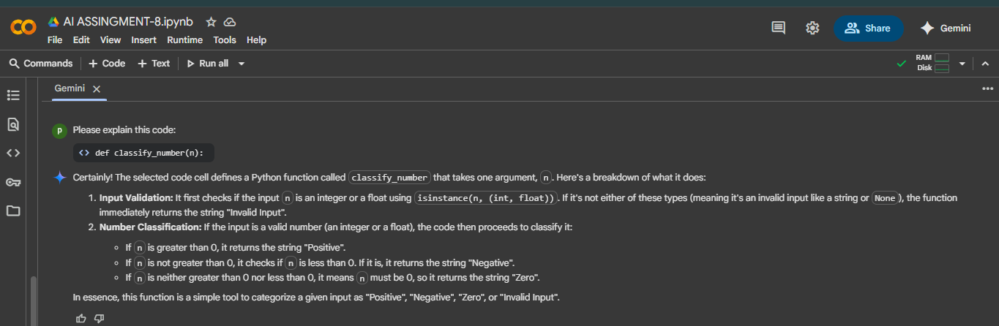 AI ASSINGMENT-8.ipynb
File Edit View Insert Runtime Tools Help
Share
Gemini
Commands + Code + Text Run all
RAM
Disk
Gemini
P
Please explain this code:
<> def classify_number(n):
Certainly! The selected code cell defines a Python function called classify_number that takes one argument, n. Here's a breakdown of what it does:
1. Input Validation: It first checks if the input n is an integer or a float using isinstance(n, (int, float)). If it's not either of these types (meaning it's an invalid input like a string or None), the function
immediately returns the string "Invalid Input".
2. Number Classification: If the input is a valid number (an integer or a float), the code then proceeds to classify it:
◦ If n is greater than 0, it returns the string "Positive".
◦ If n is not greater than 0, it checks if n is less than 0. If it is, it returns the string "Negative".
◦ If n is neither greater than 0 nor less than 0, it means n must be 0, so it returns the string "Zero".
In essence, this function is a simple tool to categorize a given input as "Positive", "Negative", "Zero", or "Invalid Input".